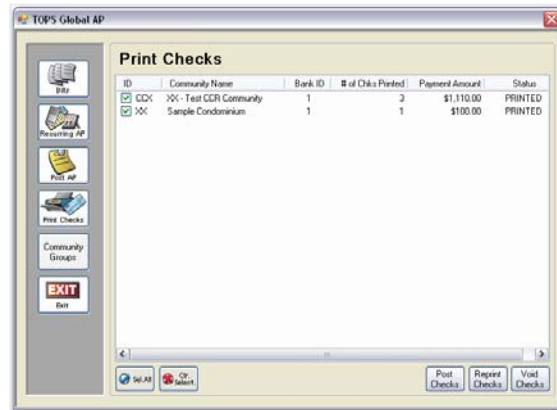 TOPS Global AP
Print Checks
ID Community Name Bank ID # of Chks Printed Payment Amount Status
CCX XX - Test CCR Community 1 3 $1,110.00 PRINTED
XX Sample Condominium 1 1 $100.00 PRINTED
Recurring AP
Post AP
Print Checks
Community
Groups
EXIT
Exit
Sel. All
Clr.
Select.
Post
Checks
Reprint
Checks
Void
Checks